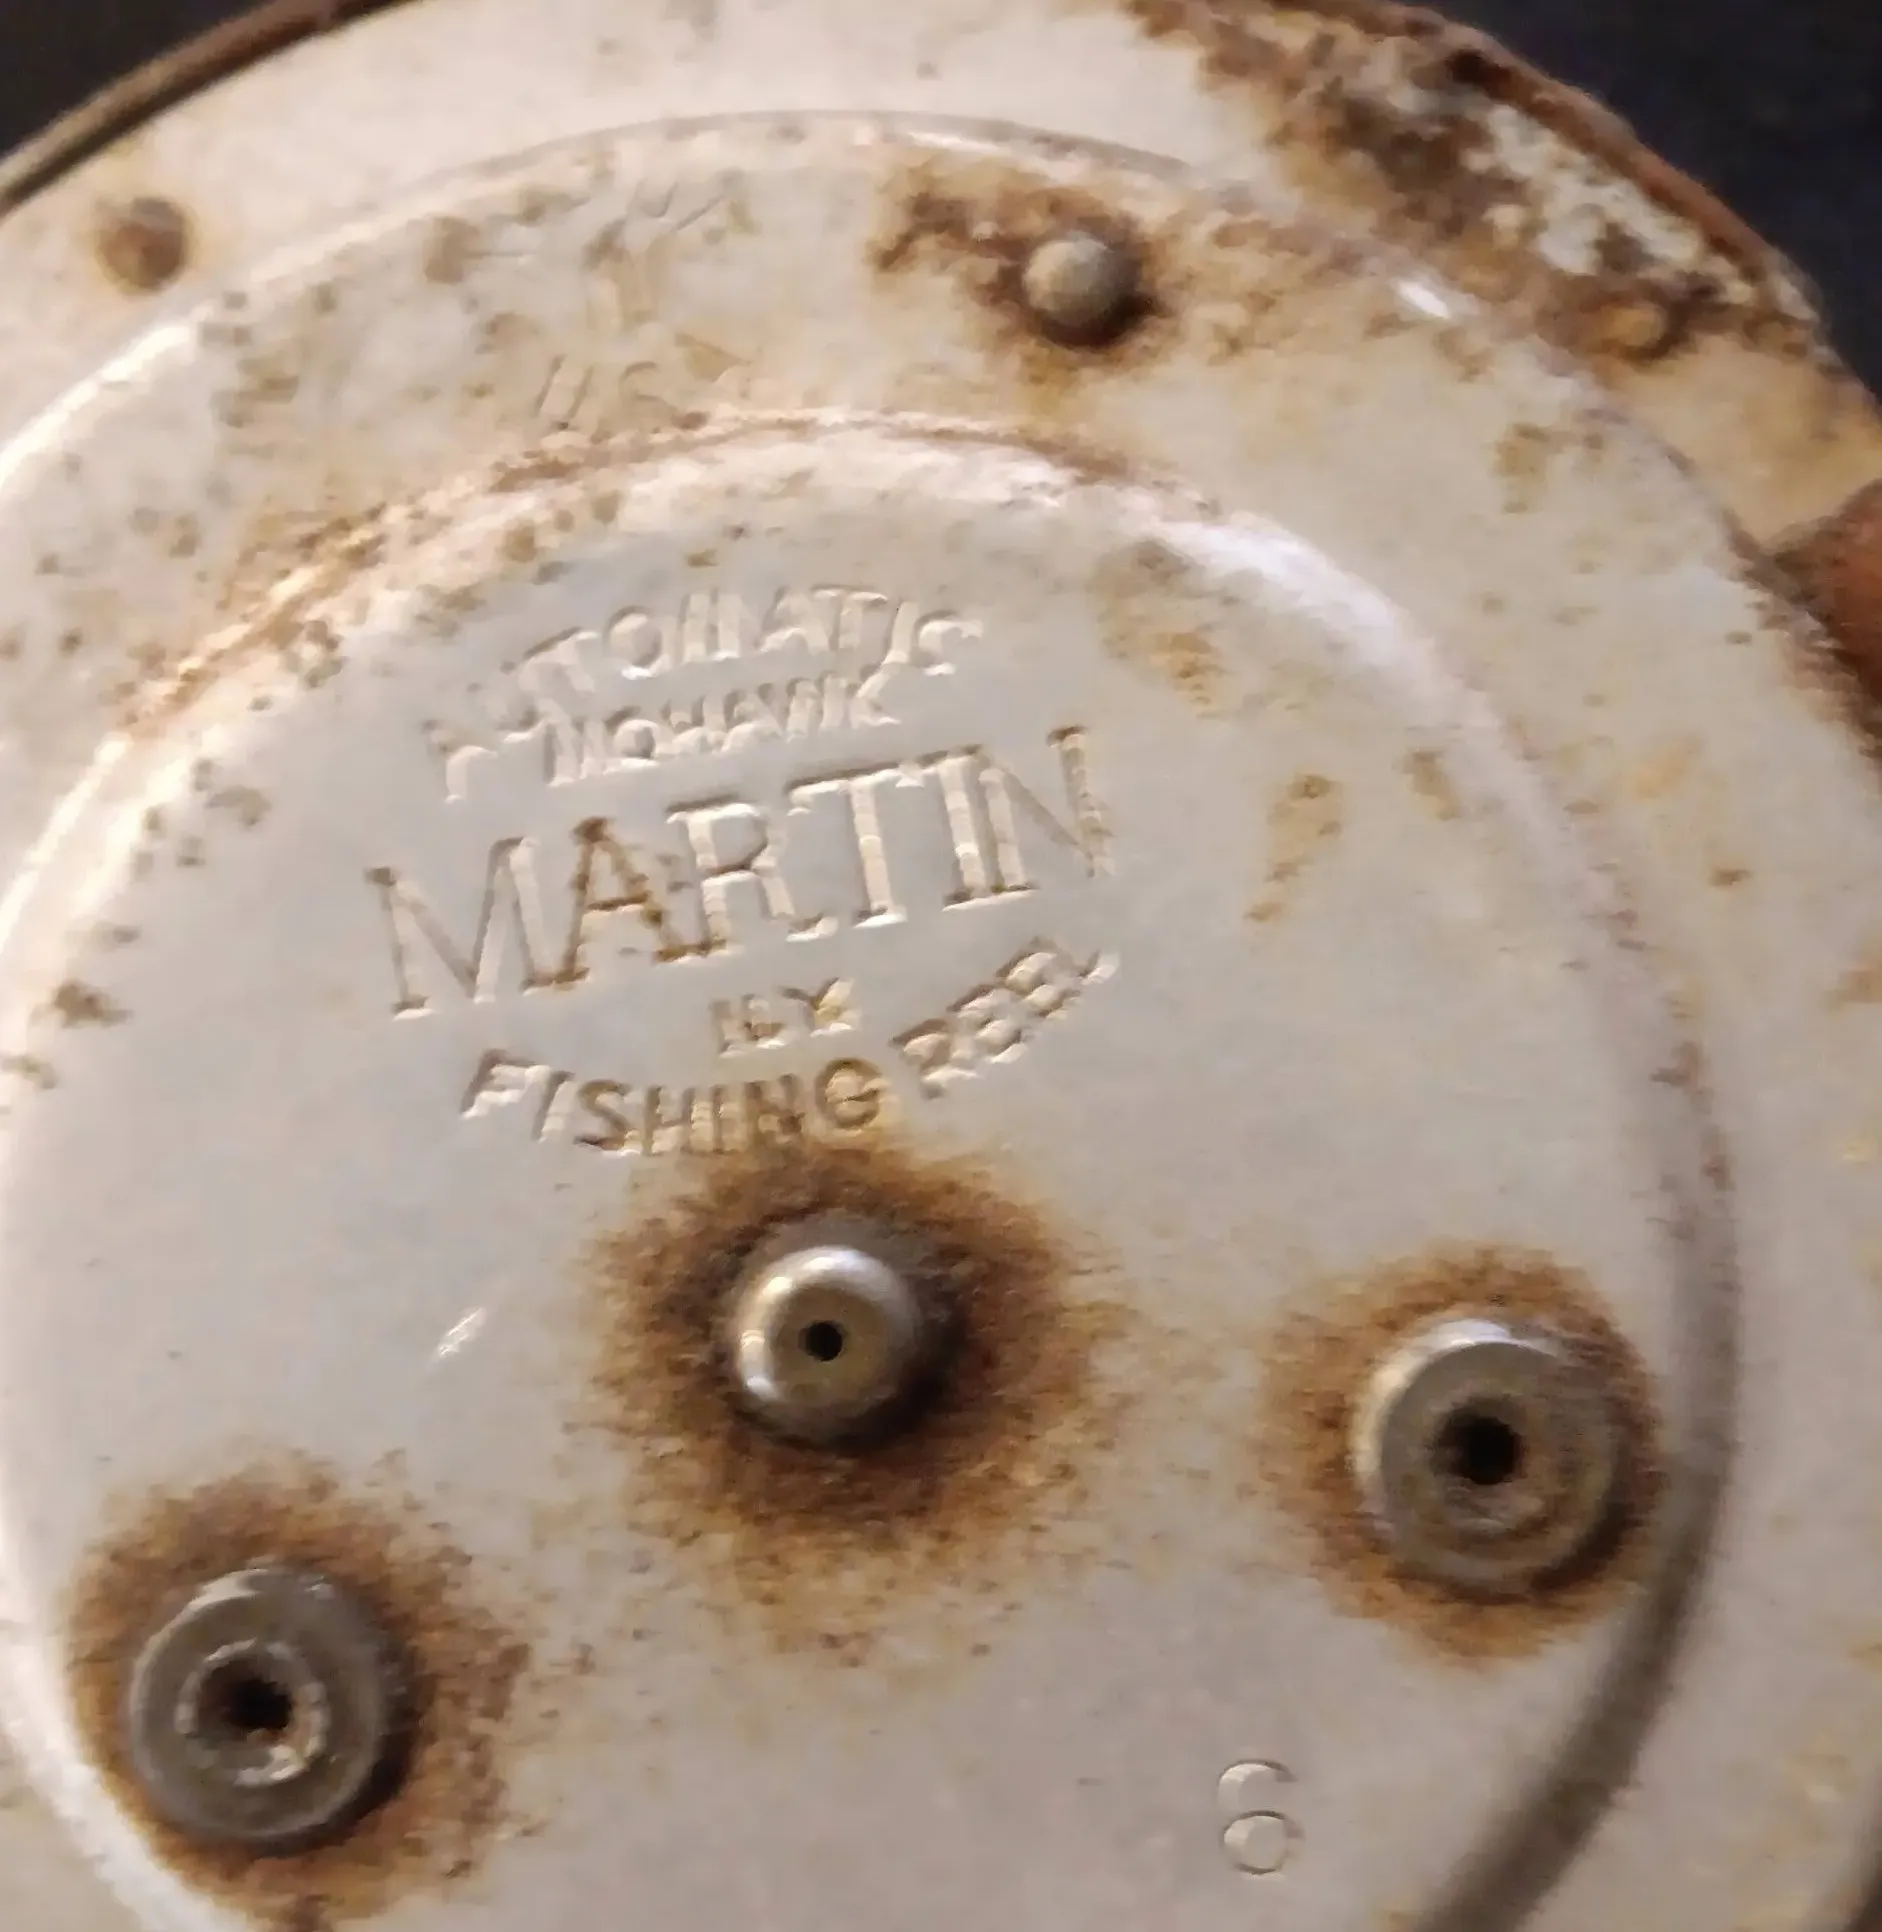 AUTOMATIC
MOHAWK
MARTIN
N.Y.
FISHING REEL
6